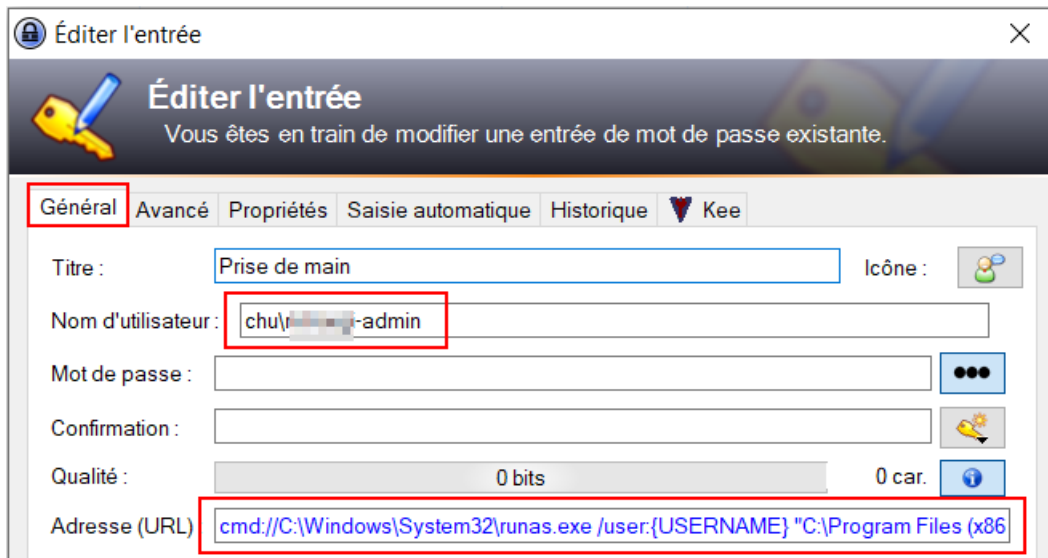 Éditer l'entrée
Éditer l'entrée
Vous êtes en train de modifier une entrée de mot de passe existante.
Général Avancé Propriétés Saisie automatique Historique Kee
Titre : Prise de main Icône :
Nom d'utilisateur : chu\ -admin
Mot de passe :
Confirmation :
Qualité : 0 bits 0 car.
Adresse (URL) cmd://C:\Windows\System32\runas.exe /user:{USERNAME} "C:\Program Files (x86